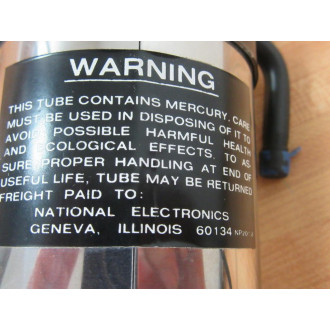 WARNING
THIS TUBE CONTAINS MERCURY. CARE
MUST BE USED IN DISPOSING OF IT TO
AVOID POSSIBLE HARMFUL HEALTH
AND ECOLOGICAL EFFECTS. TO AS-
SURE PROPER HANDLING AT END OF
USEFUL LIFE, TUBE MAY BE RETURNED
FREIGHT PAID TO:
NATIONAL ELECTRONICS
GENEVA, ILLINOIS 60134